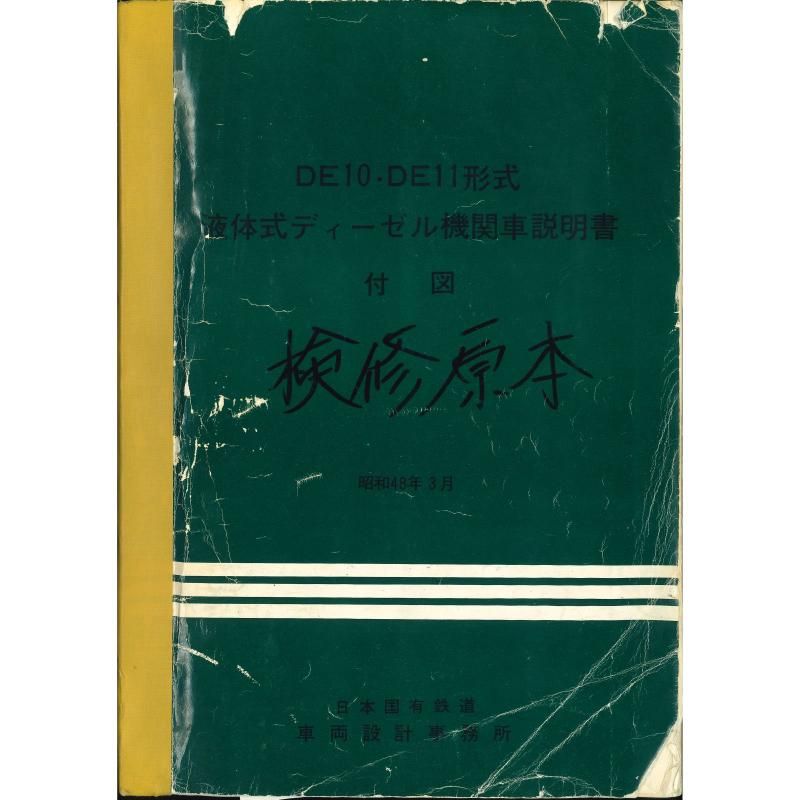 DE10・DE11形式
液体式ディーゼル機関車説明書
付図
検修原本
昭和48年3月
日本国有鉄道
車両設計事務所